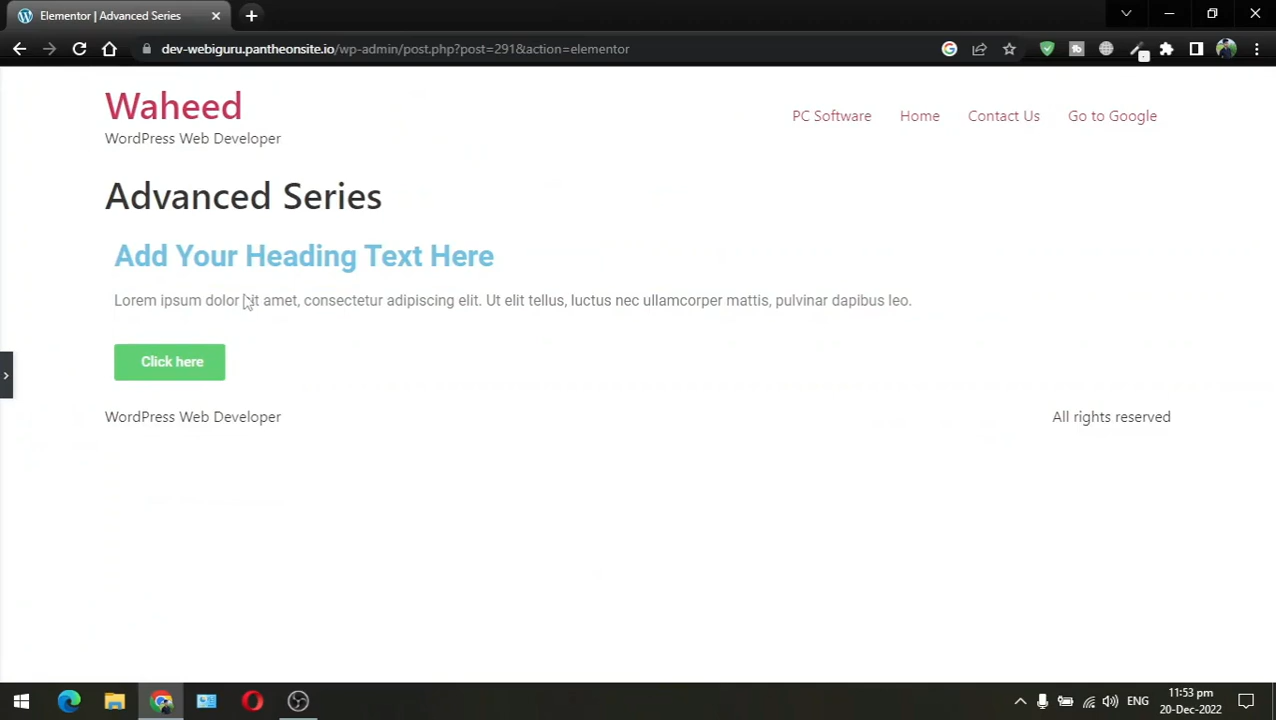 Elementor | Advanced Series
dev-webiguru.pantheonsite.io/wp-admin/post.php?post=291&action=elementor
Waheed
WordPress Web Developer
PC Software Home Contact Us Go to Google
Advanced Series
Add Your Heading Text Here
Lorem ipsum dolor sit amet, consectetur adipiscing elit. Ut elit tellus, luctus nec ullamcorper mattis, pulvinar dapibus leo.
Click here
WordPress Web Developer All rights reserved
ENG
11:53 pm
20-Dec-2022